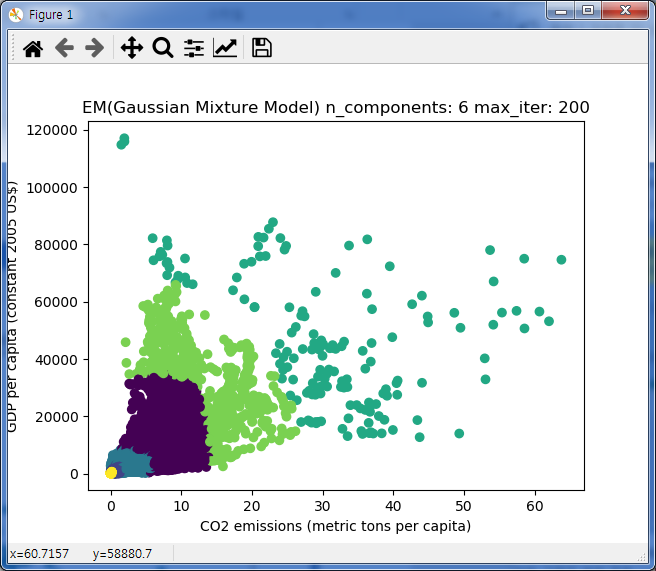 Figure 1
EM(Gaussian Mixture Model) n_components: 6 max_iter: 200
120000
100000
80000
60000
40000
20000
0
GDP per capita (constant 2005 US$)
0 10 20 30 40 50 60
CO2 emissions (metric tons per capita)
x=60.7157 y=58880.7